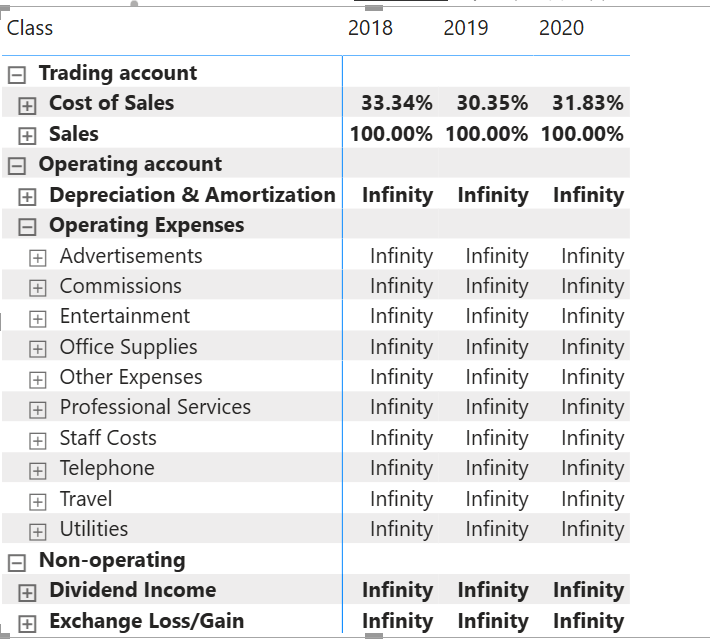 Class 2018 2019 2020
Trading account
Cost of Sales 33.34% 30.35% 31.83%
Sales 100.00% 100.00% 100.00%
Operating account
Depreciation & Amortization Infinity Infinity Infinity
Operating Expenses
Advertisements Infinity Infinity Infinity
Commissions Infinity Infinity Infinity
Entertainment Infinity Infinity Infinity
Office Supplies Infinity Infinity Infinity
Other Expenses Infinity Infinity Infinity
Professional Services Infinity Infinity Infinity
Staff Costs Infinity Infinity Infinity
Telephone Infinity Infinity Infinity
Travel Infinity Infinity Infinity
Utilities Infinity Infinity Infinity
Non-operating
Dividend Income Infinity Infinity Infinity
Exchange Loss/Gain Infinity Infinity Infinity